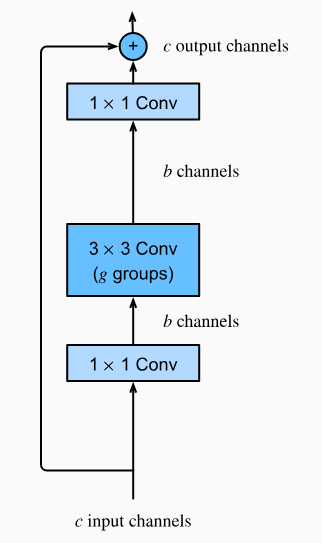 +
c output channels
1 × 1 Conv
b channels
3 × 3 Conv
(g groups)
b channels
1 × 1 Conv
c input channels